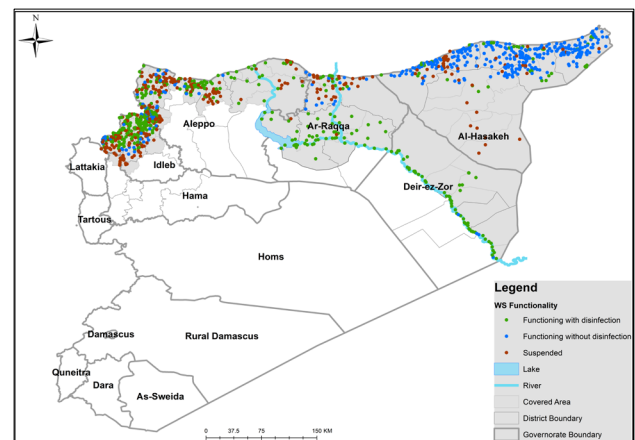 N
Aleppo
Ar-Raqqa
Al-Hasakeh
Lattakia
Idleb
Deir-ez-Zor
Hama
Tartous
Homs
Legend
WS Functionality
Functioning with disinfection
Functioning without disinfection
Suspended
Lake
River
Covered Area
District Boundary
Governorate Boundary
Damascus
Rural Damascus
Quneitra
Dara
As-Sweida
0 37.5 75 150 KM